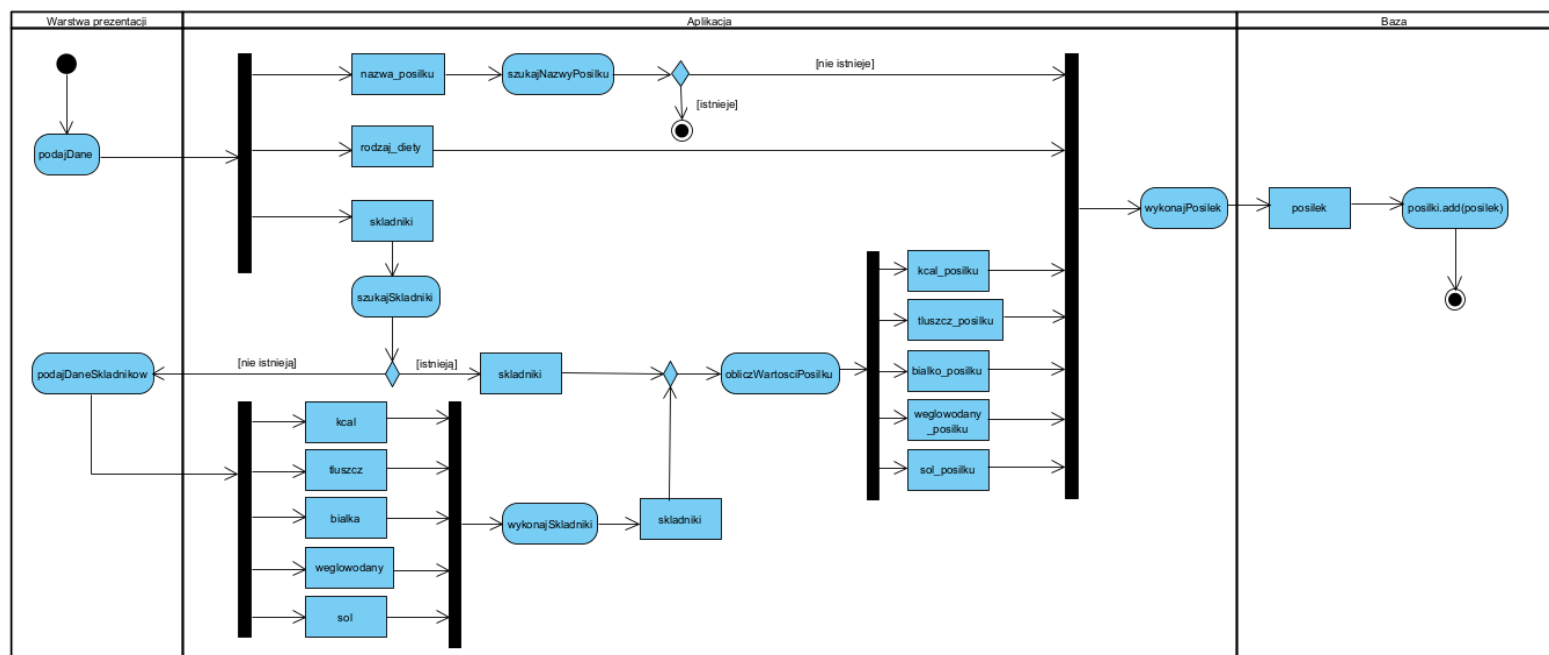 Warstwa prezentacji
Aplikacja
Baza
nazwa_posilku
szukajNazwyPosilku
[nie istnieje]
[istnieje]
podajDane
rodzaj_diety
skladniki
wykonajPosilek
posilek
posilki.add(posilek)
szukajSkladniki
kcal_posilku
tluszcz_posilku
[nie istnieją]
[istnieją]
podajDaneSkladnikow
skladniki
obliczWartosciPosilku
bialko_posilku
weglowodany
_posilku
kcal
tluszcz
sol_posilku
bialka
wykonajSkladniki
skladniki
weglowodany
sol